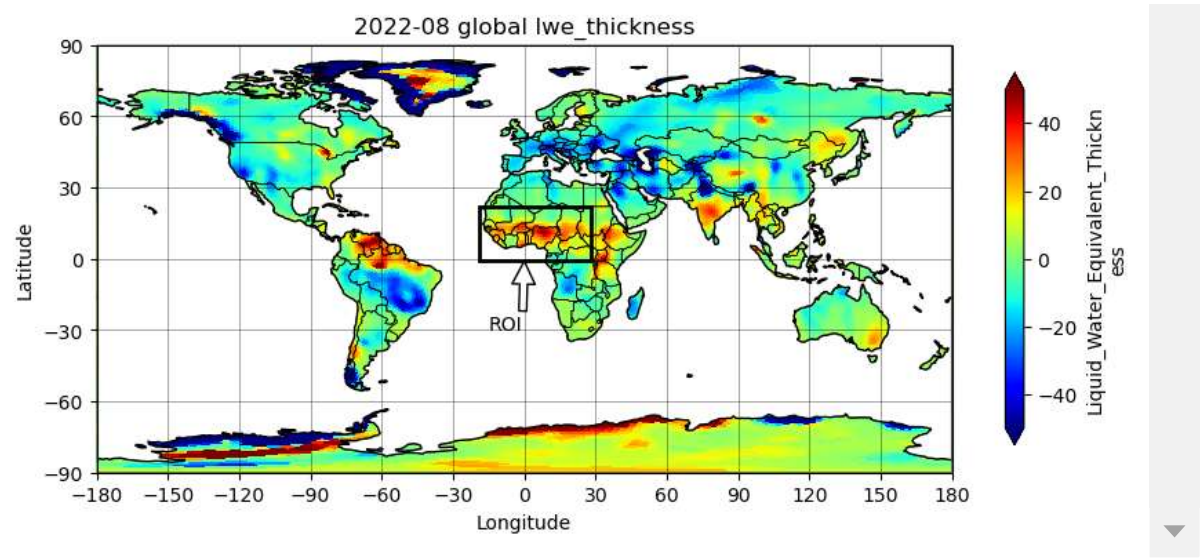 2022-08 global lwe_thickness
90
60
30
0
−30
−60
−90
Latitude
ROI
−180 −150 −120 −90 −60 −30 0 30 60 90 120 150 180
Longitude
40
20
0
−20
−40
Liquid_Water_Equivalent_Thickn
ess